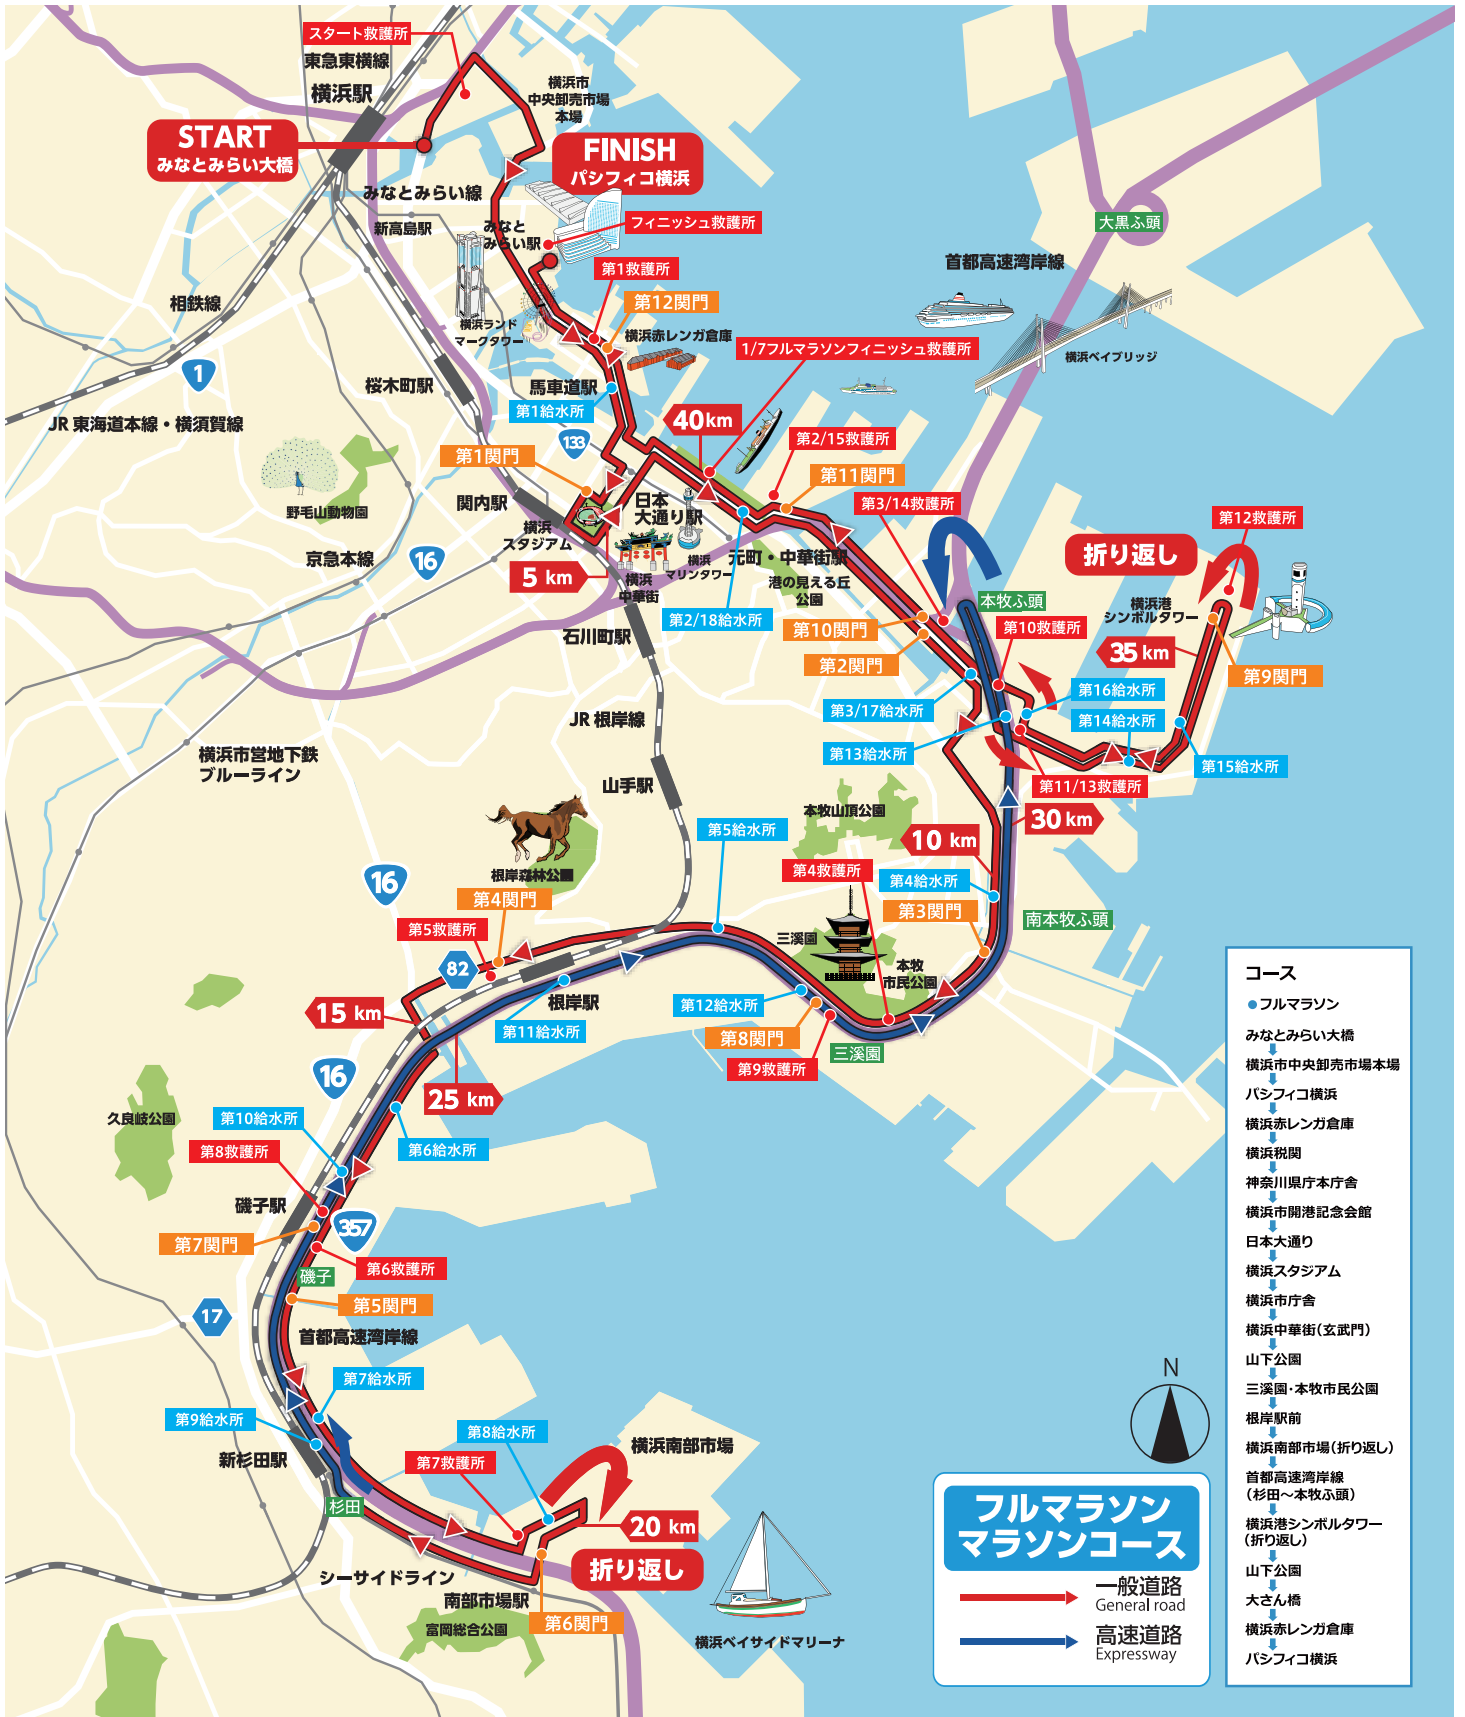 スタート救護所
東急東横線
横浜駅
横浜市
中央卸売市場
本場
START
みなとみらい大橋
FINISH
パシフィコ横浜
みなとみらい線
新高島駅
みなと
みらい駅
フィニッシュ救護所
大黒ふ頭
首都高速湾岸線
第1救護所
第12関門
相鉄線
横浜ランド
マークタワー
横浜赤レンガ倉庫
1/7フルマラソンフィニッシュ救護所
横浜ベイブリッジ
1
桜木町駅
馬車道駅
第1給水所
JR 東海道本線・横須賀線
40km
133
第2/15救護所
第1関門
第11関門
第3/14救護所
関内駅
日本
大通り駅
野毛山動物園
横浜
スタジアム
第12救護所
京急本線
16
5 km
横浜
中華街
横浜
マリンタワー
元町・中華街駅
港の見える丘
公園
折り返し
本牧ふ頭
横浜港
シンボルタワー
第2/18給水所
石川町駅
第10関門
第10救護所
第2関門
35 km
第9関門
第16給水所
第3/17給水所
JR 根岸線
第14給水所
第13給水所
横浜市営地下鉄
ブルーライン
第15給水所
山手駅
第11/13救護所
本牧山頂公園
30 km
第5給水所
10 km
16
根岸森林公園
第4救護所
第4給水所
第4関門
第3関門
南本牧ふ頭
第5救護所
三溪園
82
本牧
市民公園
根岸駅
15 km
第12給水所
第11給水所
第8関門
三溪園
第9救護所
16
25 km
久良岐公園
第10給水所
第6給水所
第8救護所
磯子駅
357
第7関門
第6救護所
磯子
第5関門
17
首都高速湾岸線
第7給水所
第9給水所
第8給水所
新杉田駅
第7救護所
横浜南部市場
杉田
20 km
折り返し
シーサイドライン
南部市場駅
第6関門
富岡総合公園
横浜ベイサイドマリーナ
N
フルマラソン
マラソンコース
一般道路
General road
高速道路
Expressway
コース
●フルマラソン
みなとみらい大橋
横浜市中央卸売市場本場
パシフィコ横浜
横浜赤レンガ倉庫
横浜税関
神奈川県庁本庁舎
横浜市開港記念会館
日本大通り
横浜スタジアム
横浜市庁舎
横浜中華街(玄武門)
山下公園
三溪園・本牧市民公園
根岸駅前
横浜南部市場(折り返し)
首都高速湾岸線
(杉田～本牧ふ頭)
横浜港シンボルタワー
(折り返し)
山下公園
大さん橋
横浜赤レンガ倉庫
パシフィコ横浜